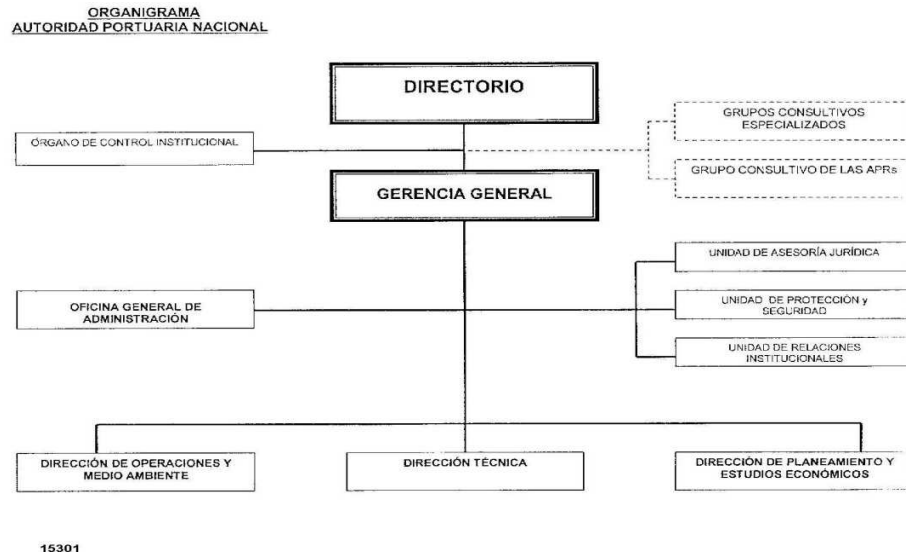 ORGANIGRAMA
AUTORIDAD PORTUARIA NACIONAL
DIRECTORIO
GRUPOS CONSULTIVOS
ESPECIALIZADOS
ÓRGANO DE CONTROL INSTITUCIONAL
GRUPO CONSULTIVO DE LAS APRs
GERENCIA GENERAL
UNIDAD DE ASESORÍA JURÍDICA
OFICINA GENERAL DE
ADMINISTRACIÓN
UNIDAD DE PROTECCIÓN y
SEGURIDAD
UNIDAD DE RELACIONES
INSTITUCIONALES
DIRECCIÓN DE OPERACIONES Y
MEDIO AMBIENTE
DIRECCIÓN TÉCNICA
DIRECCIÓN DE PLANEAMIENTO Y
ESTUDIOS ECONÓMICOS
15301